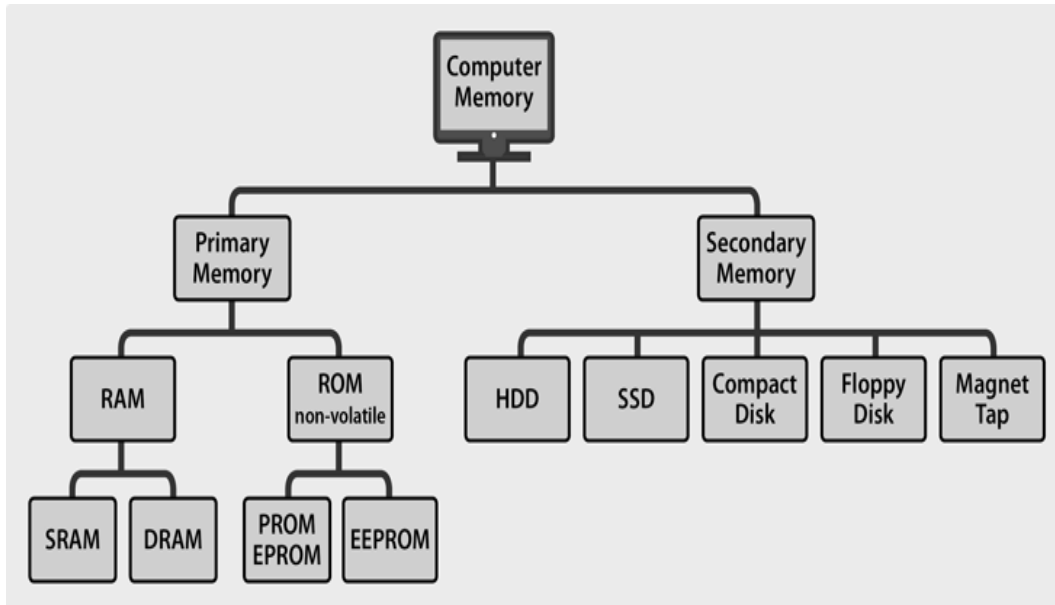 Computer
Memory
Primary
Memory
Secondary
Memory
RAM
ROM
non-volatile
HDD
SSD
Compact
Disk
Floppy
Disk
Magnet
Tap
SRAM
DRAM
PROM
EPROM
EEPROM